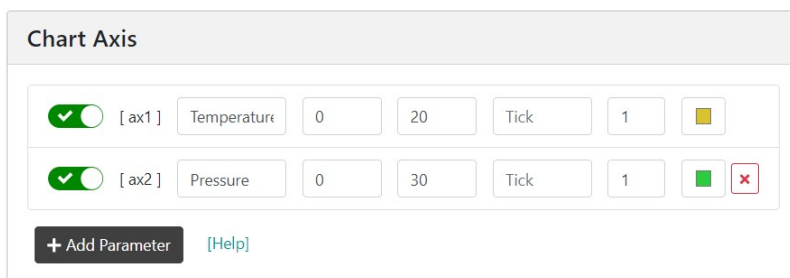 Chart Axis
[ ax1 ] Temperature 0 20 Tick 1
[ ax2 ] Pressure 0 30 Tick 1
+ Add Parameter [Help]